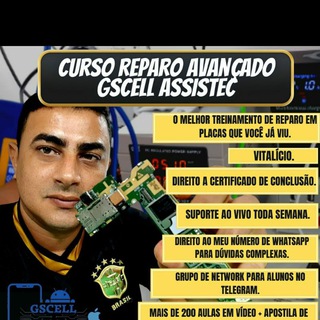 CURSO REPARO AVANÇADO
GSCELL ASSISTEC
O MELHOR TREINAMENTO DE REPARO EM
PLACAS QUE VOCÊ JÁ VIU.
VITALÍCIO.
DIREITO A CERTIFICADO DE CONCLUSÃO.
SUPORTE AO VIVO TODA SEMANA.
DIREITO AO MEU NÚMERO DE WHATSAPP
PARA DÚVIDAS COMPLEXAS.
GRUPO DE NETWORK PARA ALUNOS NO
TELEGRAM.
MAIS DE 200 AULAS EM VÍDEO + APOSTILA DE
GSCELL
BRASIL